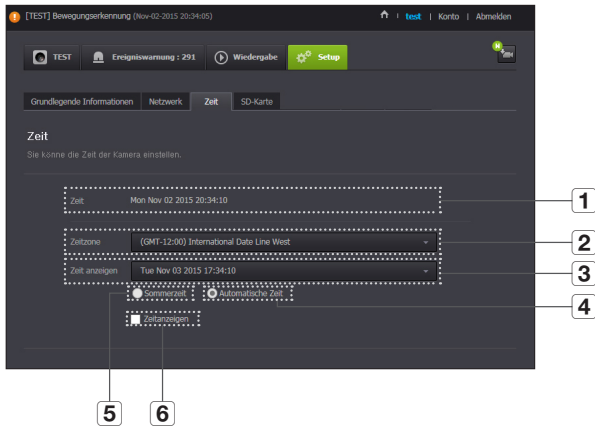 [TEST] Bewegungserkennung (Nov-02-2015 20:34:05)
test | Konto | Abmelden
TEST
Ereigniswarnung : 291
Wiedergabe
Setup
N
Grundlegende Informationen
Netzwerk
Zeit
SD-Karte
Zeit
Sie könne die Zeit der Kamera einstellen.
Zeit Mon Nov 02 2015 20:34:10
1
Zeitzone (GMT-12:00) International Date Line West
2
Zeit anzeigen Tue Nov 03 2015 17:34:10
3
Sommerzeit Automatische Zeit
4
Zeitanzeigen
5 6